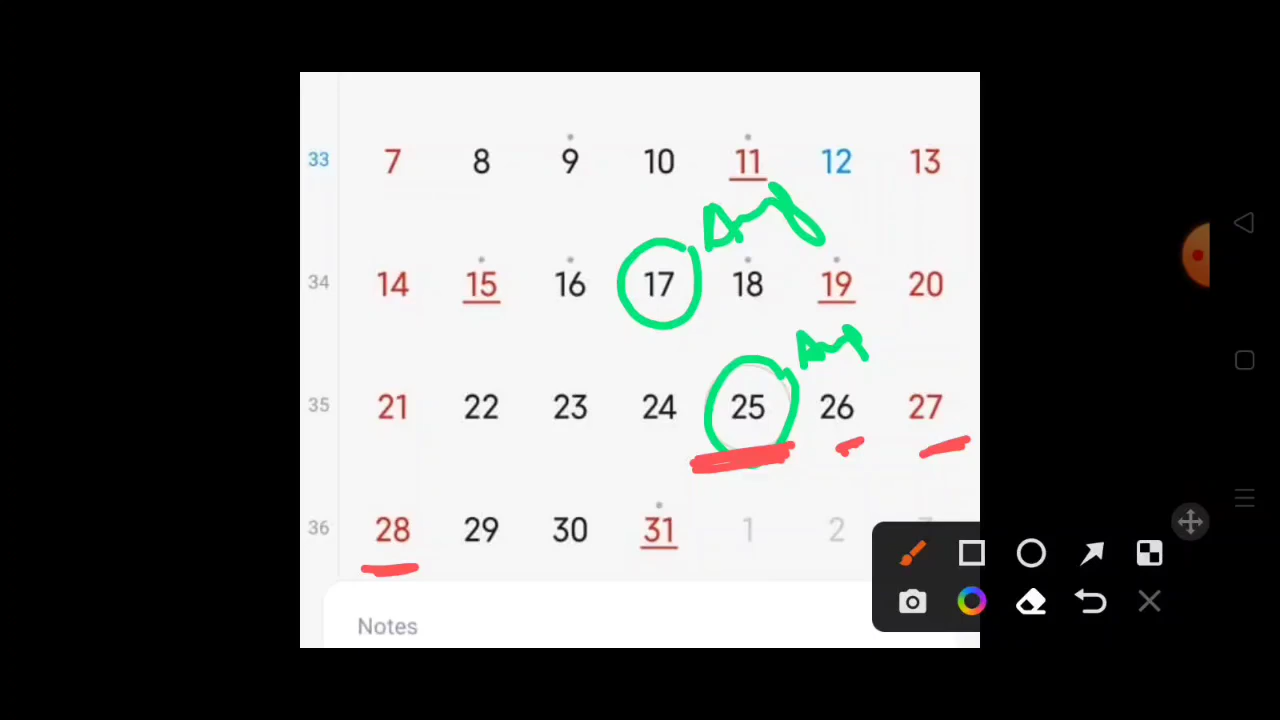 33 7 8 9 10 11 12 13
Aug
34 14 15 16 17 18 19 20
Aug
35 21 22 23 24 25 26 27
36 28 29 30 31 1 2
Notes